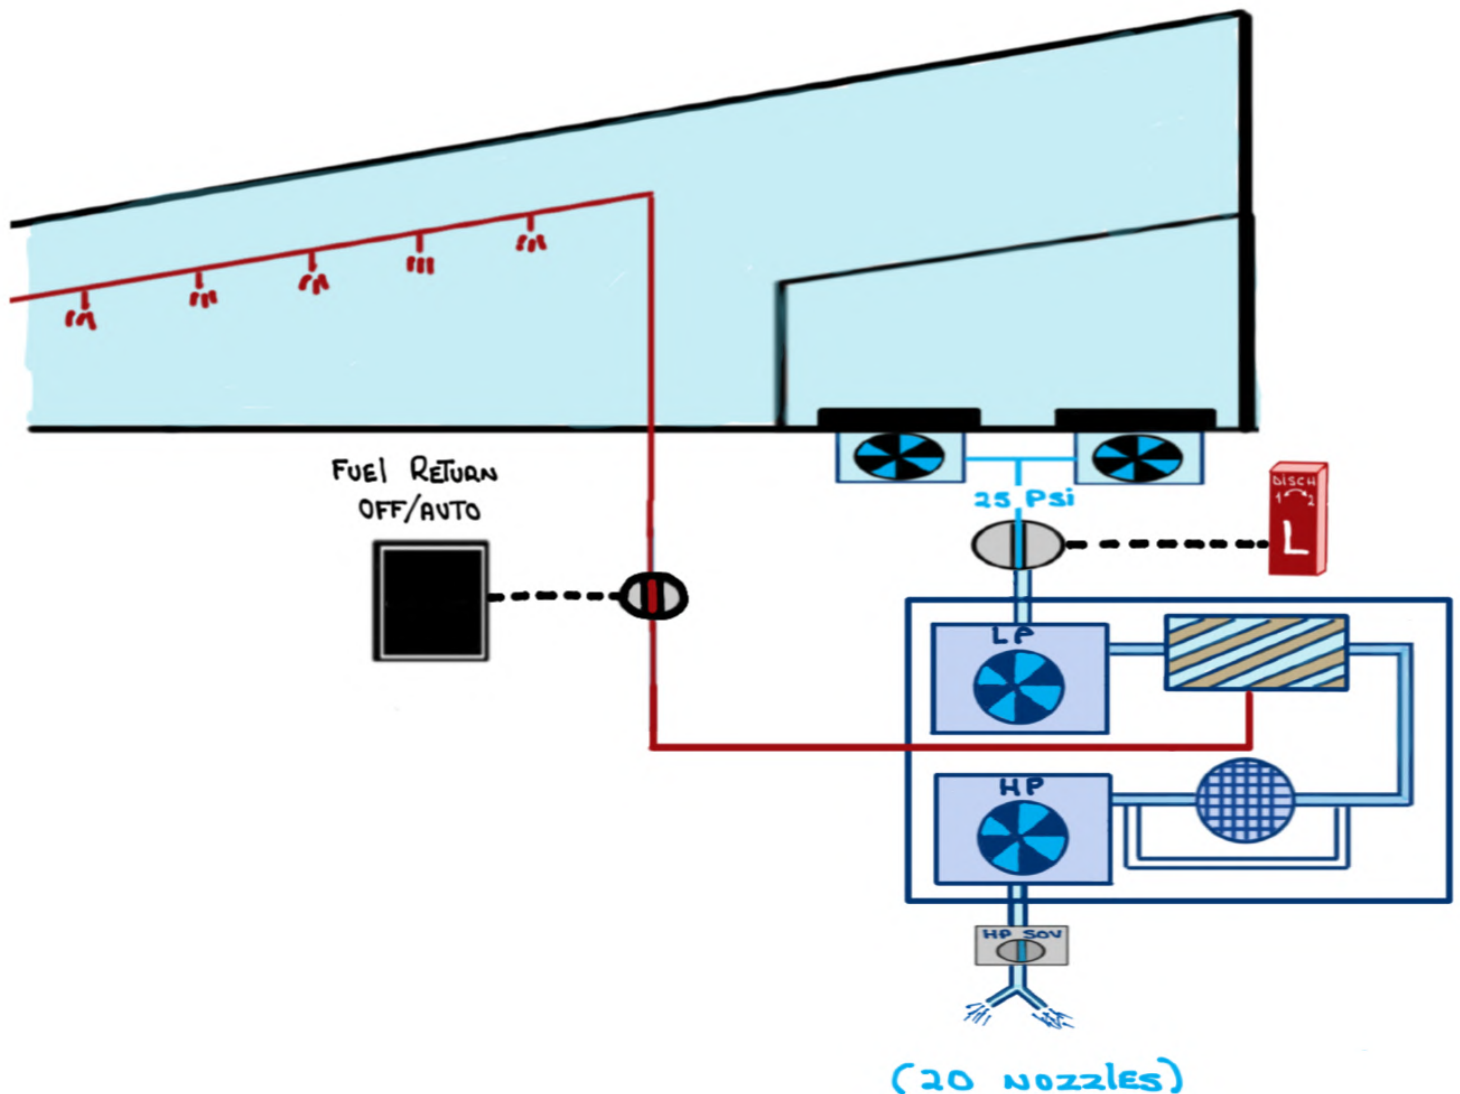 FUEL RETURN
OFF/AUTO
25 PSi
DISCH
1 2
L
LP
HP
HP SOV
(20 NOZZLES)